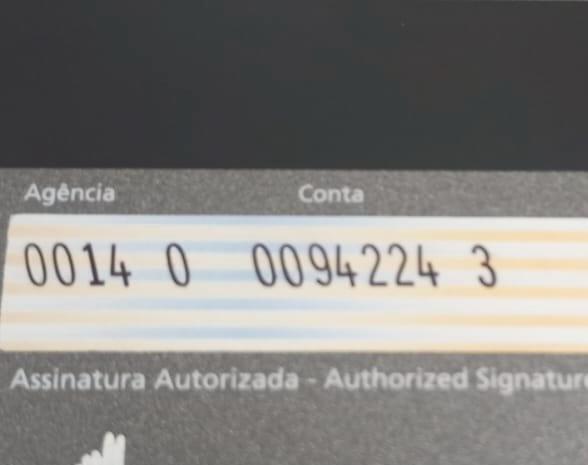 Agência Conta
0014 0 0094224 3
Assinatura Autorizada - Authorized Signature